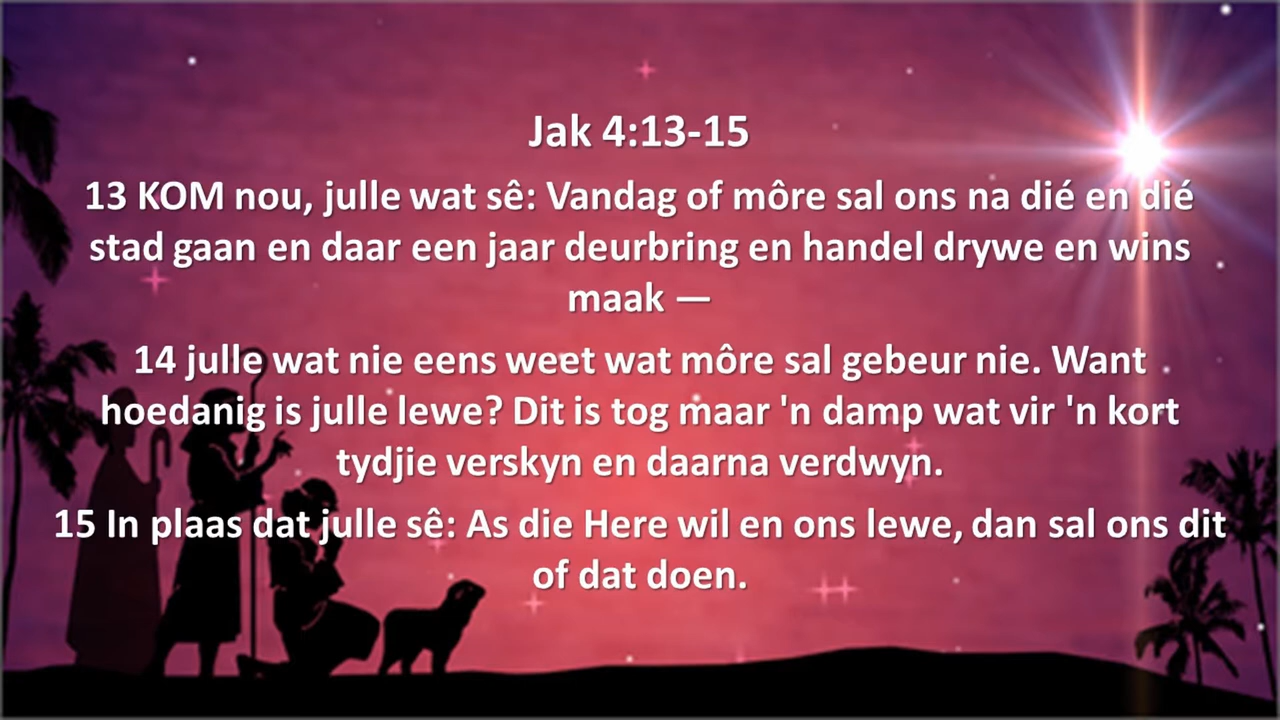 Jak 4:13-15
13 KOM nou, julle wat sê: Vandag of môre sal ons na dié en dié
stad gaan en daar een jaar deurbring en handel drywe en wins
maak —
14 julle wat nie eens weet wat môre sal gebeur nie. Want
hoedanig is julle lewe? Dit is tog maar 'n damp wat vir 'n kort
tydjie verskyn en daarna verdwyn.
15 In plaas dat julle sê: As die Here wil en ons lewe, dan sal ons dit
of dat doen.